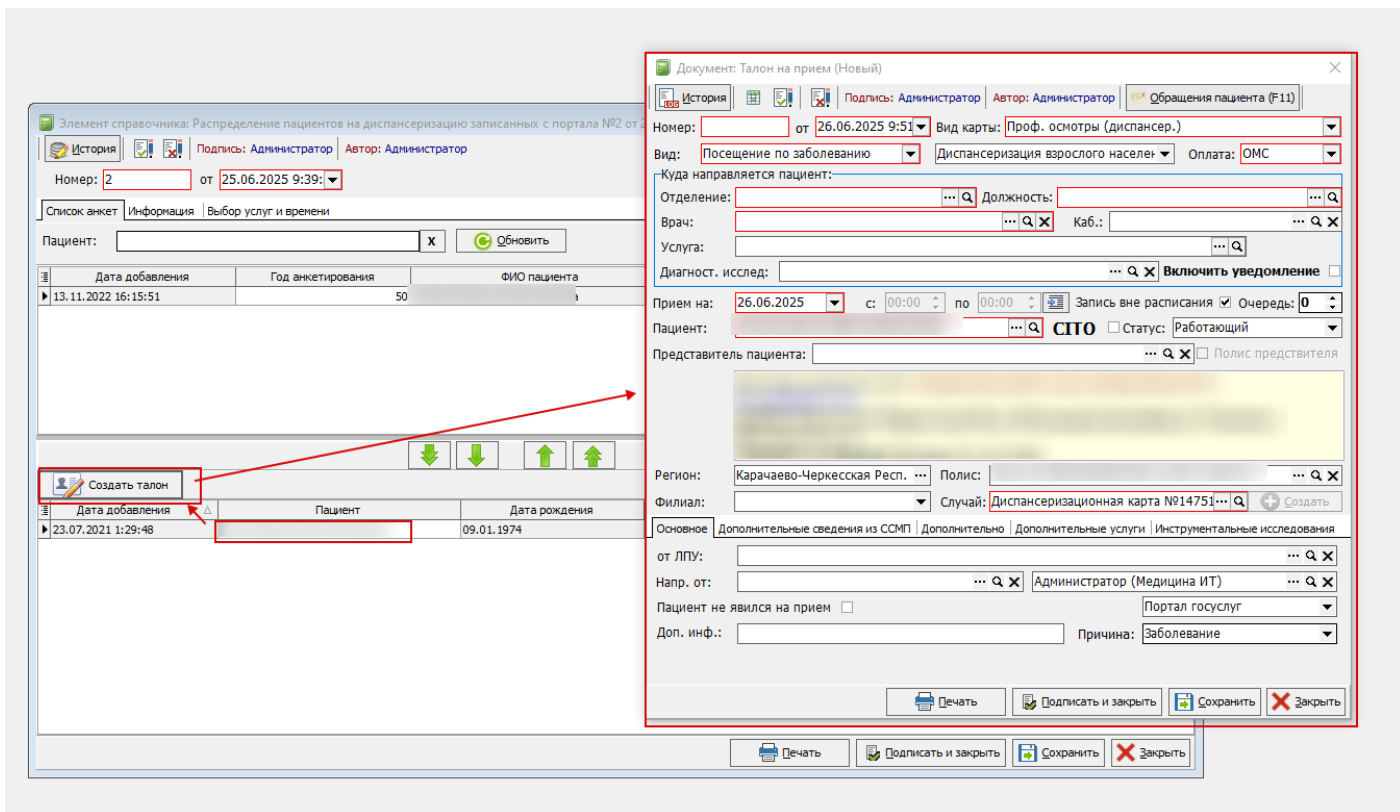 Элемент справочника: Распределение пациентов на диспансеризацию записанных с портала №2 от 2
История Подпись: Администратор Автор: Администратор
Номер: 2 от 25.06.2025 9:39:
Список анкет Информация Выбор услуг и времени
Пациент: X Обновить
Дата добавления Год анкетирования ФИО пациента
13.11.2022 16:15:51 50
Создать талон
Дата добавления Пациент Дата рождения
23.07.2021 1:29:48 09.01.1974
Печать Подписать и закрыть Сохранить Закрыть
Документ: Талон на прием (Новый)
История Подпись: Администратор Автор: Администратор Обращения пациента (F11)
Номер: от 26.06.2025 9:51 Вид карты: Проф. осмотры (диспансер.)
Вид: Посещение по заболеванию Диспансеризация взрослого населен Оплата: ОМС
Куда направляется пациент:
Отделение: Должность:
Врач: Каб.:
Услуга:
Диагност. исслед: Включить уведомление
Прием на: 26.06.2025 с: 00:00 по 00:00 Запись вне расписания Очередь: 0
Пациент: CITO Статус: Работающий
Представитель пациента: Полис предствителя
Регион: Карачаево-Черкесская Респ. Полис:
Филиал: Случай: Диспансеризационная карта №14751 Создать
Основное Дополнительные сведения из ССМП Дополнительно Дополнительные услуги Инструментальные исследования
от ЛПУ:
Напр. от: Администратор (Медицина ИТ)
Пациент не явился на прием Портал госуслуг
Доп. инф.: Причина: Заболевание
Печать Подписать и закрыть Сохранить Закрыть